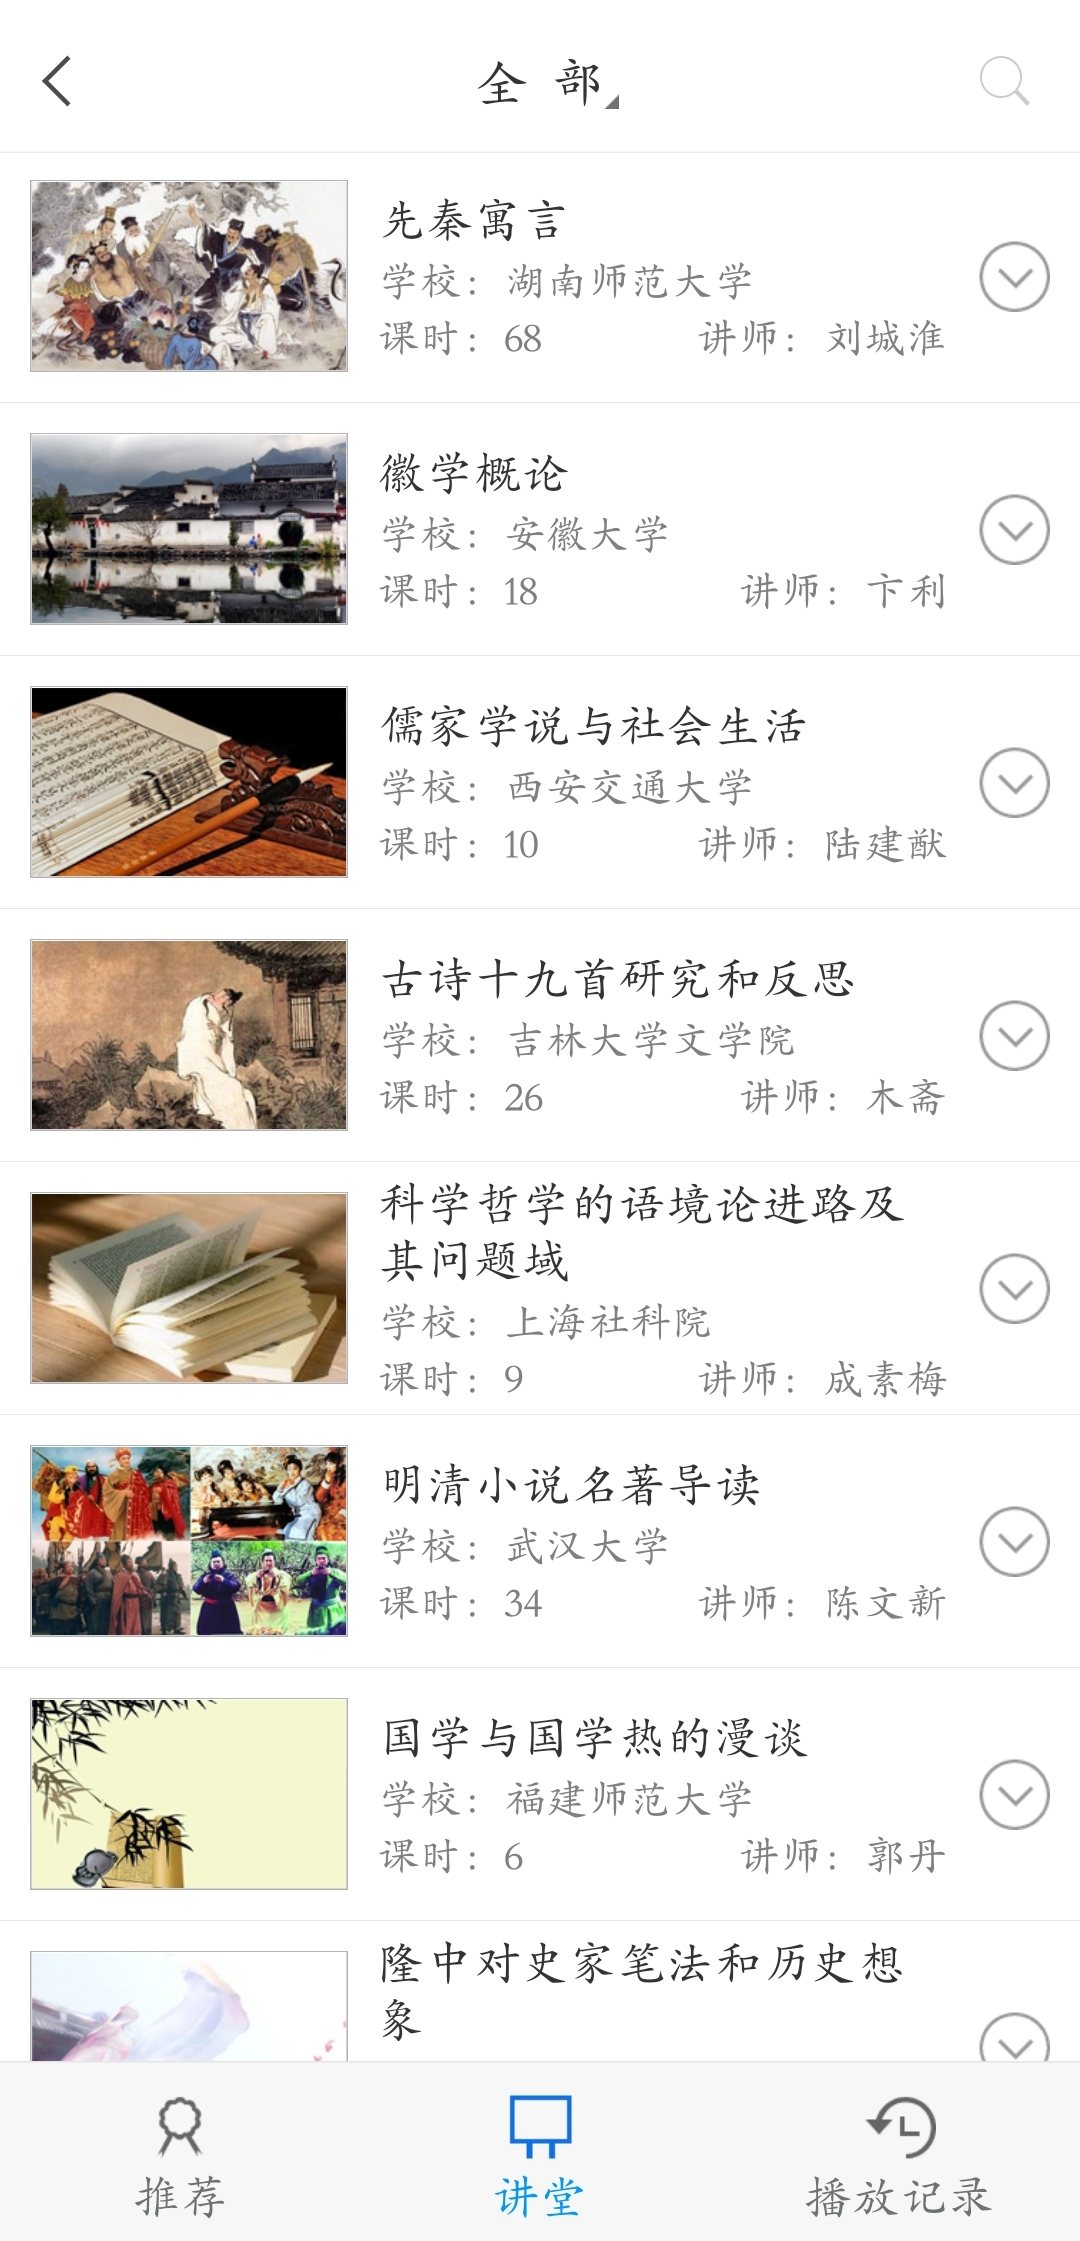 全 部
先秦寓言
学校：湖南师范大学
课时：68 讲师：刘城淮
徽学概论
学校：安徽大学
课时：18 讲师：卞利
儒家学说与社会生活
学校：西安交通大学
课时：10 讲师：陆建猷
古诗十九首研究和反思
学校：吉林大学文学院
课时：26 讲师：木斋
科学哲学的语境论进路及
其问题域
学校：上海社科院
课时：9 讲师：成素梅
明清小说名著导读
学校：武汉大学
课时：34 讲师：陈文新
国学与国学热的漫谈
学校：福建师范大学
课时：6 讲师：郭丹
隆中对史家笔法和历史想
象
推荐 讲堂 播放记录